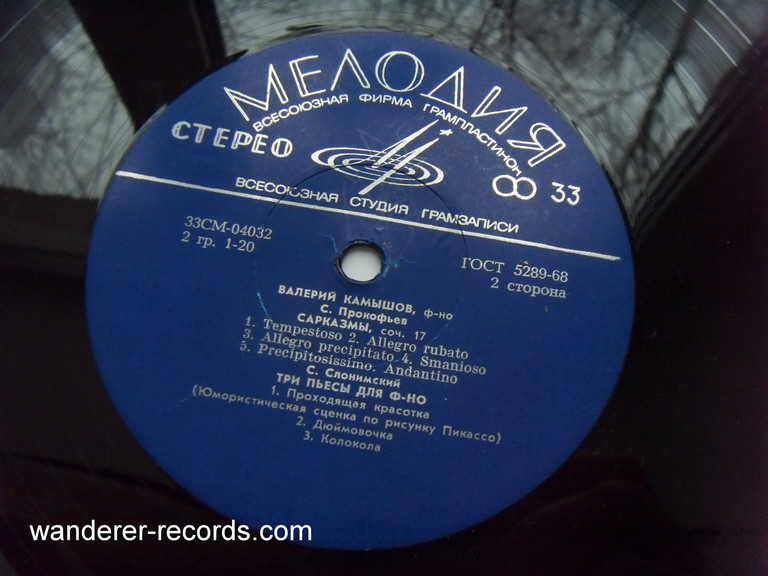 МЕЛОДИЯ
ВСЕСОЮЗНАЯ ФИРМА ГРАМПЛАСТИНОК
СТЕРЕО
33
ВСЕСОЮЗНАЯ СТУДИЯ ГРАМЗАПИСИ
33СМ-04032
2 гр. 1-20
ГОСТ 5289-68
2 сторона
ВАЛЕРИЙ КАМЫШОВ, ф-но
С. Прокофьев
САРКАЗМЫ, соч. 17
1. Tempestoso 2. Allegro rubato
3. Allegro precipitato 4. Smanioso
5. Precipitosissimo. Andantino
С. Слонимский
ТРИ ПЬЕСЫ ДЛЯ Ф-НО
1. Проходящая красотка
(Юмористическая сценка по рисунку Пикассо)
2. Дюймовочка
3. Колокола
wanderer-records.com